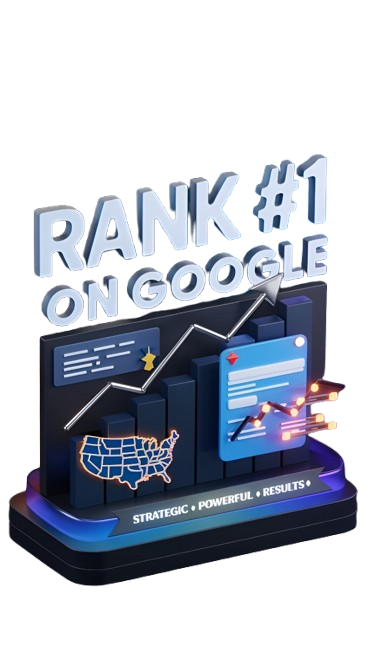 RANK #1
ON GOOGLE
STRATEGIC • POWERFUL • RESULTS •